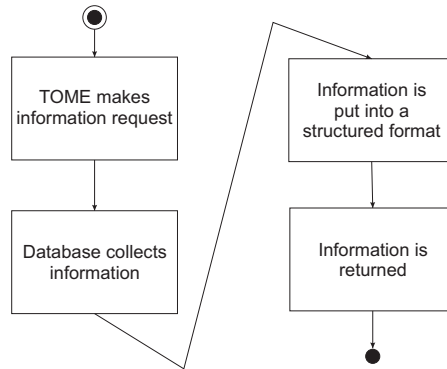 TOME makes
information request
Database collects
information
Information is
put into a
structured format
Information is
returned